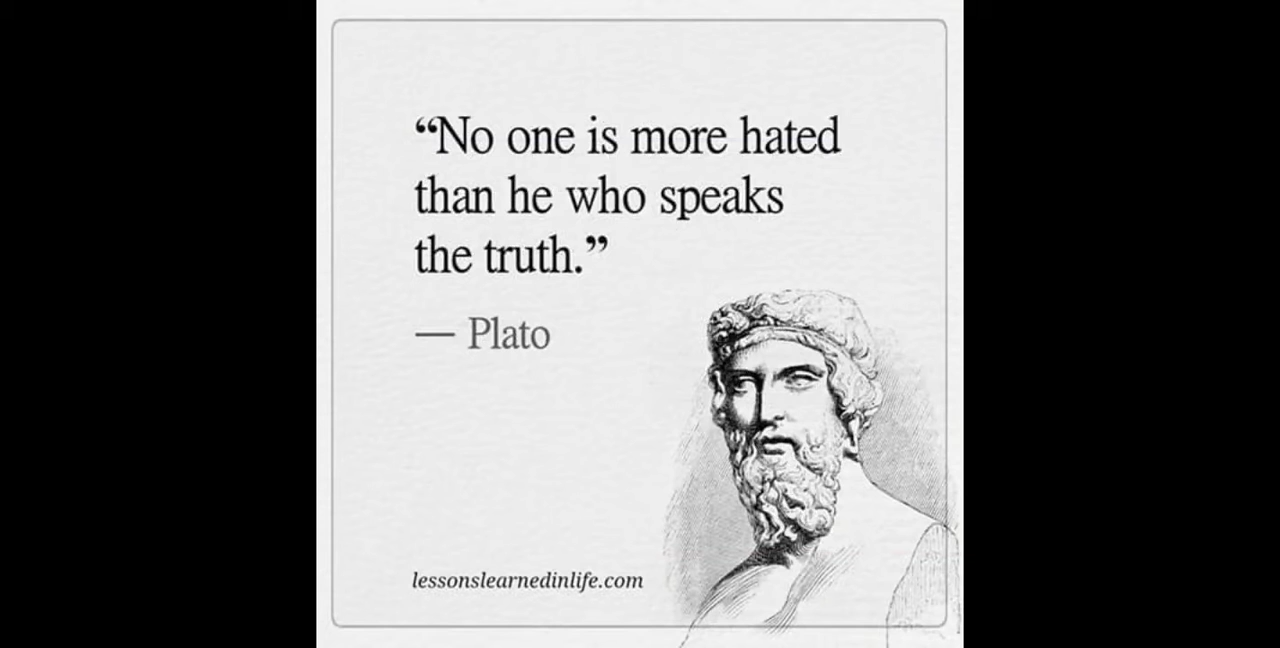 “No one is more hated
than he who speaks
the truth.”
— Plato
lessonslearnedinlife.com